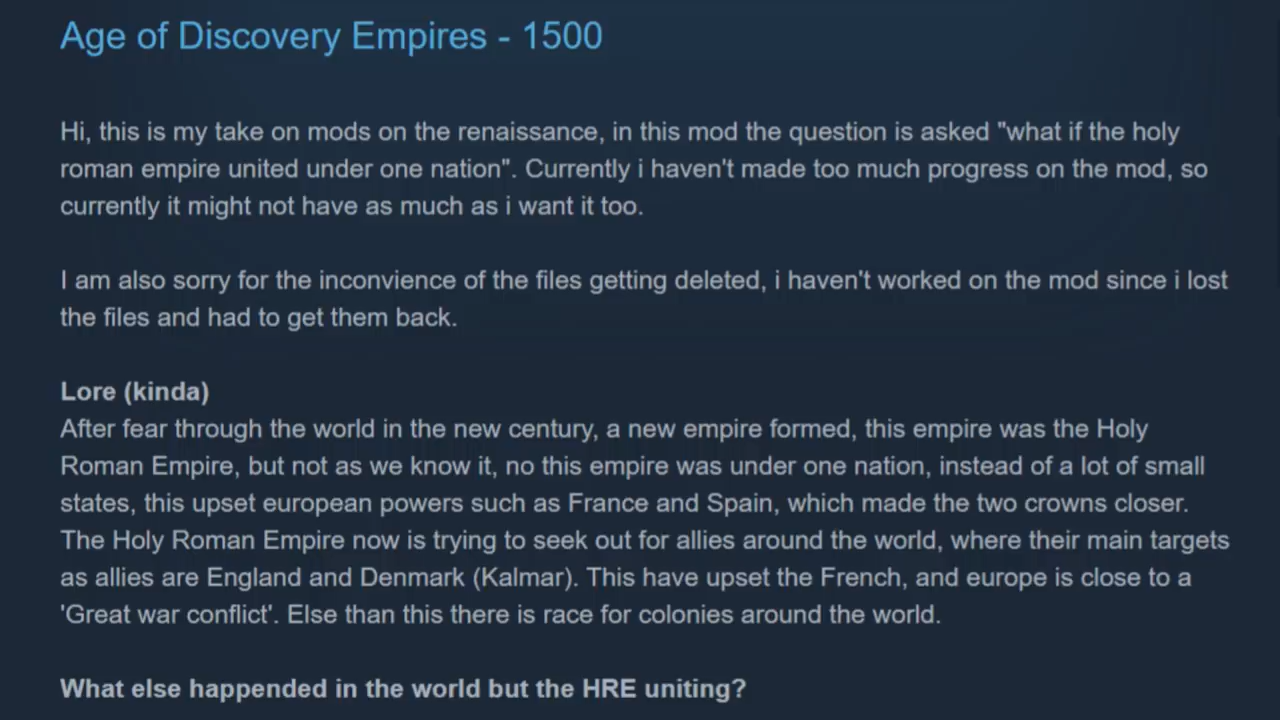 Age of Discovery Empires - 1500
Hi, this is my take on mods on the renaissance, in this mod the question is asked "what if the holy
roman empire united under one nation". Currently i haven't made too much progress on the mod, so
currently it might not have as much as i want it too.
I am also sorry for the inconvience of the files getting deleted, i haven't worked on the mod since i lost
the files and had to get them back.
Lore (kinda)
After fear through the world in the new century, a new empire formed, this empire was the Holy
Roman Empire, but not as we know it, no this empire was under one nation, instead of a lot of small
states, this upset european powers such as France and Spain, which made the two crowns closer.
The Holy Roman Empire now is trying to seek out for allies around the world, where their main targets
as allies are England and Denmark (Kalmar). This have upset the French, and europe is close to a
'Great war conflict'. Else than this there is race for colonies around the world.
What else happended in the world but the HRE uniting?